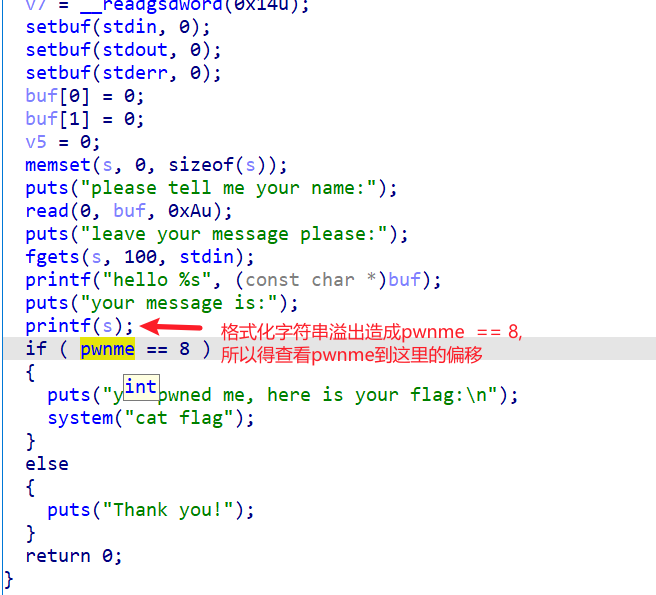 v7 = __readgsdword(0x14u);
setbuf(stdin, 0);
setbuf(stdout, 0);
setbuf(stderr, 0);
buf[0] = 0;
buf[1] = 0;
v5 = 0;
memset(s, 0, sizeof(s));
puts("please tell me your name:");
read(0, buf, 0xAu);
puts("leave your message please:");
fgets(s, 100, stdin);
printf("hello %s", (const char *)buf);
puts("your message is:");
printf(s);
格式化字符串溢出造成pwnme == 8,
所以得查看pwnme到这里的偏移
if ( pwnme == 8 )
{
puts("y pwned me, here is your flag:\n");
int
system("cat flag");
}
else
{
puts("Thank you!");
}
return 0;
}